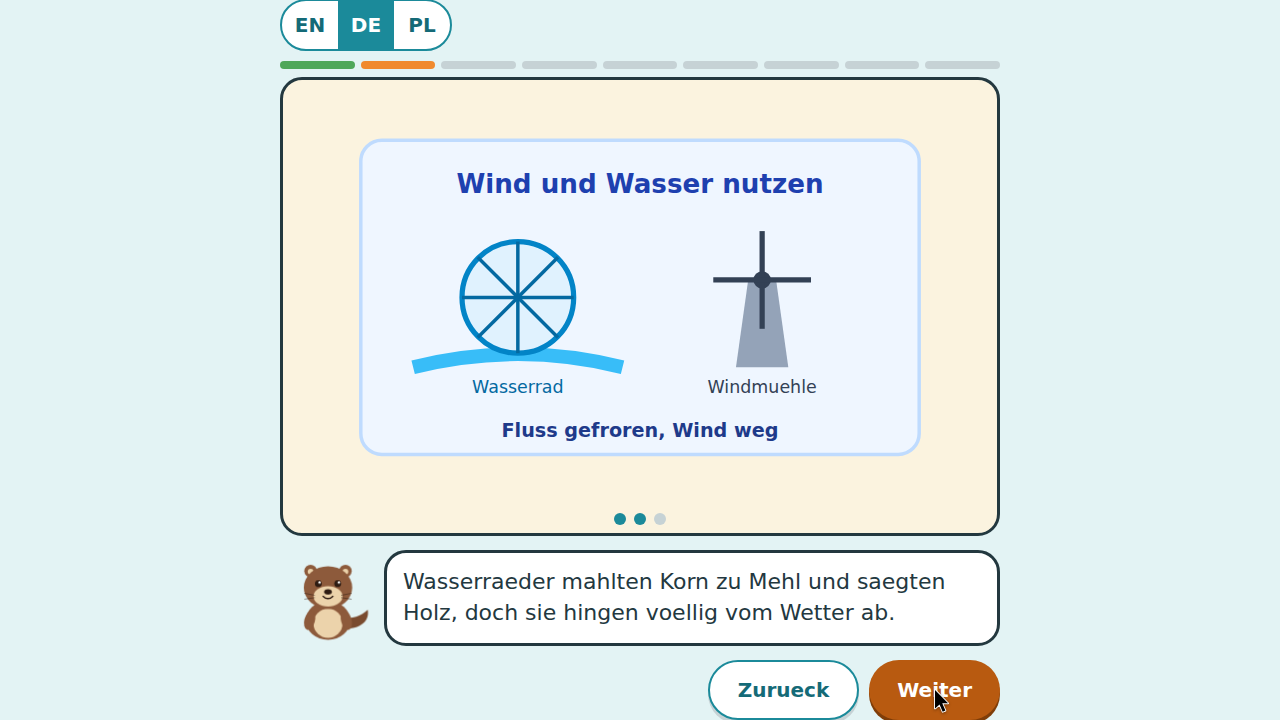 EN DE PL
Wind und Wasser nutzen
Wasserrad
Windmuehle
Fluss gefroren, Wind weg
Wasserraeder mahlten Korn zu Mehl und saegten
Holz, doch sie hingen voellig vom Wetter ab.
Zurueck
Weiter